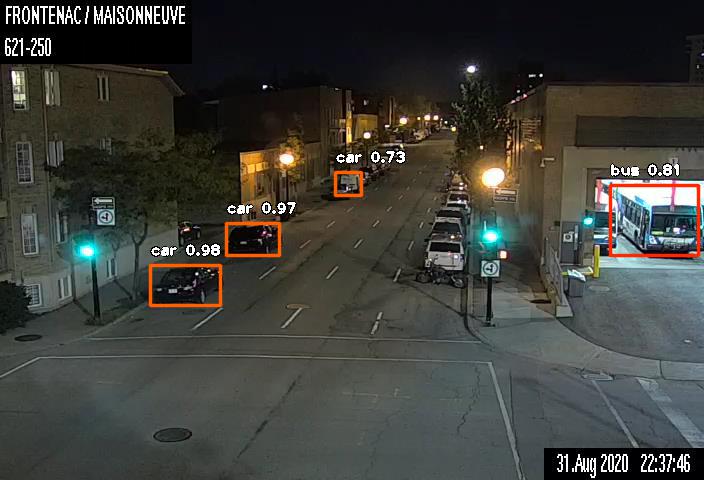 FRONTENAC / MAISONNEUVE
621-250
car 0.73
bus 0.81
car 0.97
car 0.98
31.Aug 2020 22:37:46